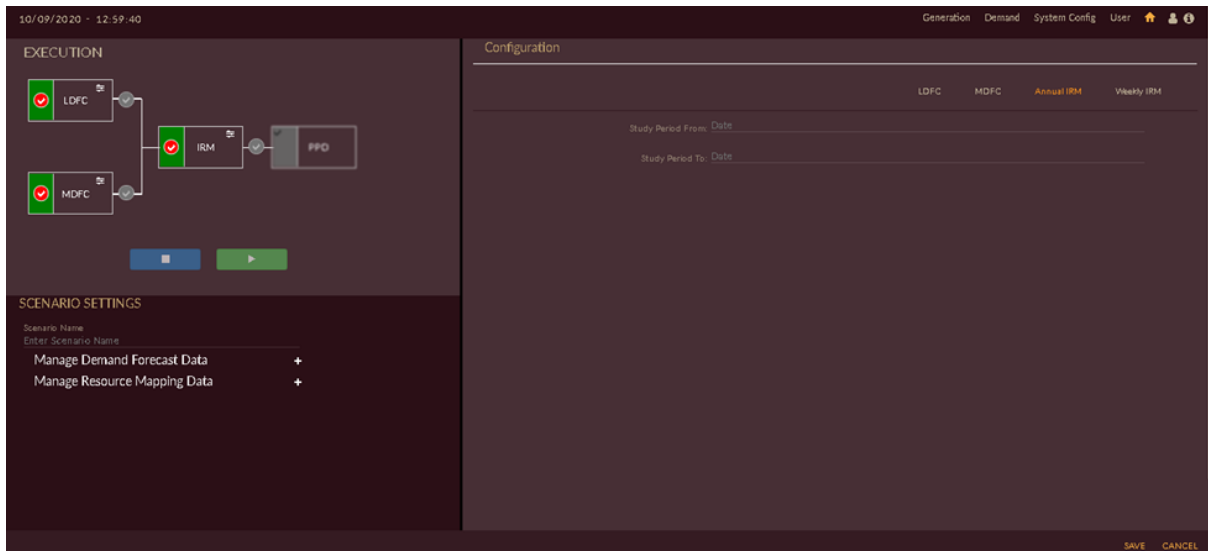 10/09/2020 - 12:59:40
Generation Demand System Config User
EXECUTION
LDFC
IRM
PPD
MDFC
SCENARIO SETTINGS
Scenario Name
Enter Scenario Name
Manage Demand Forecast Data +
Manage Resource Mapping Data +
Configuration
LDFC MDFC Annual IRM Weekly IRM
Study Period From: Date
Study Period To: Date
SAVE CANCEL